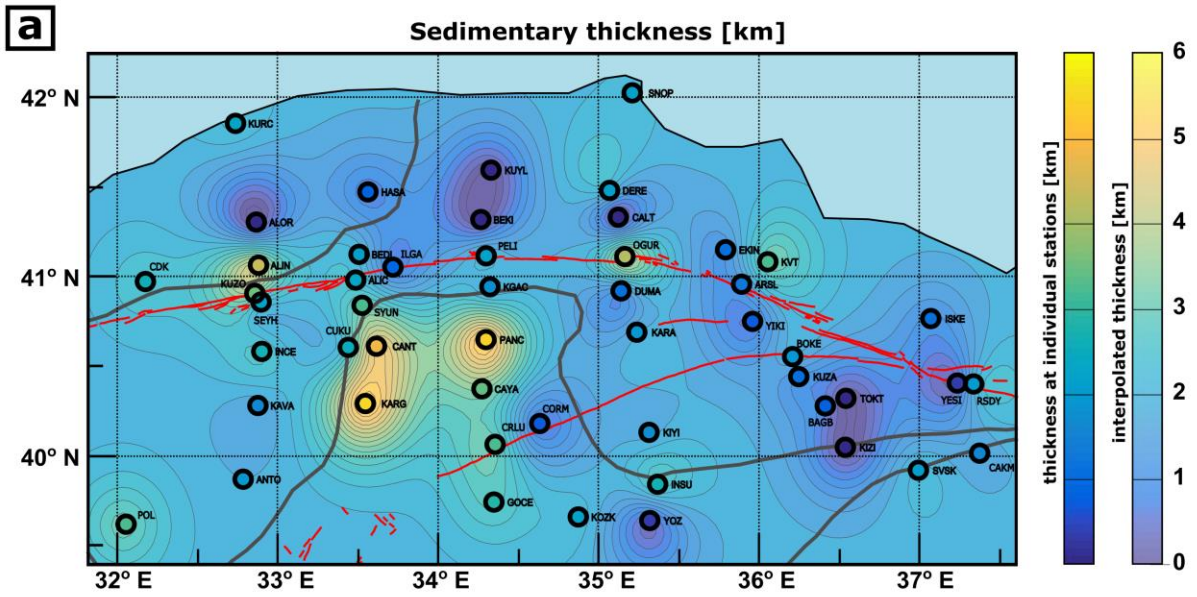 a
Sedimentary thickness [km]
42° N
41° N
40° N
32° E
33° E
34° E
35° E
36° E
37° E
SNOP
KURC
KUYL
HASA
DERE
ALOR
BEKI
CALT
BEDI
ILGA
PELI
OGUR
EKIN
KVT
CDK
ALIN
ALIC
KGAC
DUMA
ARSL
KUZO
SEYH
SYUN
KARA
YIKI
ISKE
CUKU
CANT
PANC
BOKE
INCE
KUZA
CAYA
YESI
RSDY
KAVA
KARG
CORM
BAGB
TOKT
CRLU
KIYI
KIZI
CAKM
SVSK
ANTO
INSU
GOCE
POL
KOZK
YOZ
thickness at individual stations [km]
interpolated thickness [km]
6
5
4
3
2
1
0